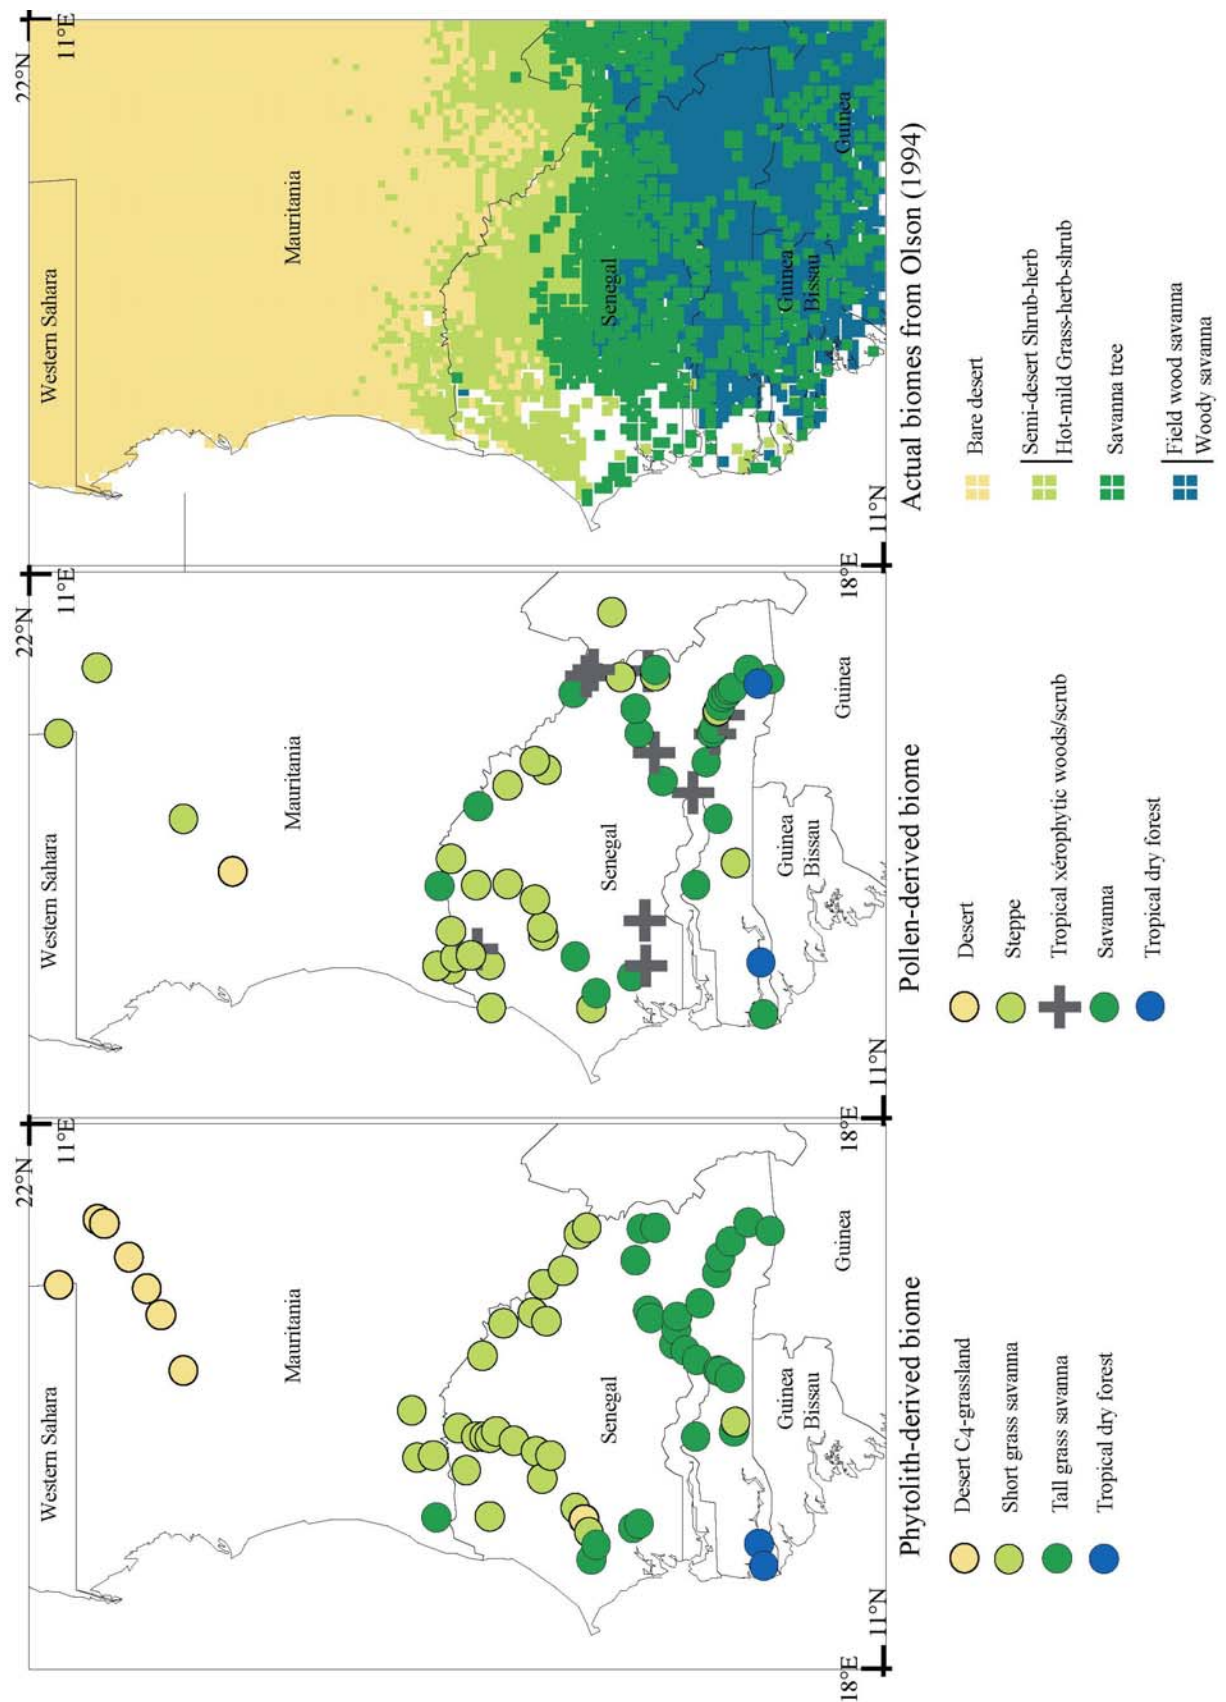 22°N
11°E
Western Sahara
Mauritania
Senegal
Guinea
Bissau
Guinea
18°E
11°N
Phytolith-derived biome
Desert C4-grassland
Short grass savanna
Tall grass savanna
Tropical dry forest
22°N
11°E
Western Sahara
Mauritania
Senegal
Guinea
Bissau
Guinea
18°E
11°N
Pollen-derived biome
Desert
Steppe
Tropical xérophytic woods/scrub
Savanna
Tropical dry forest
22°N
11°E
Western Sahara
Mauritania
Senegal
Guinea
Bissau
Guinea
18°E
11°N
Actual biomes from Olson (1994)
Bare desert
Semi-desert Shrub-herb
Hot-mild Grass-herb-shrub
Savanna tree
Field wood savanna
Woody savanna